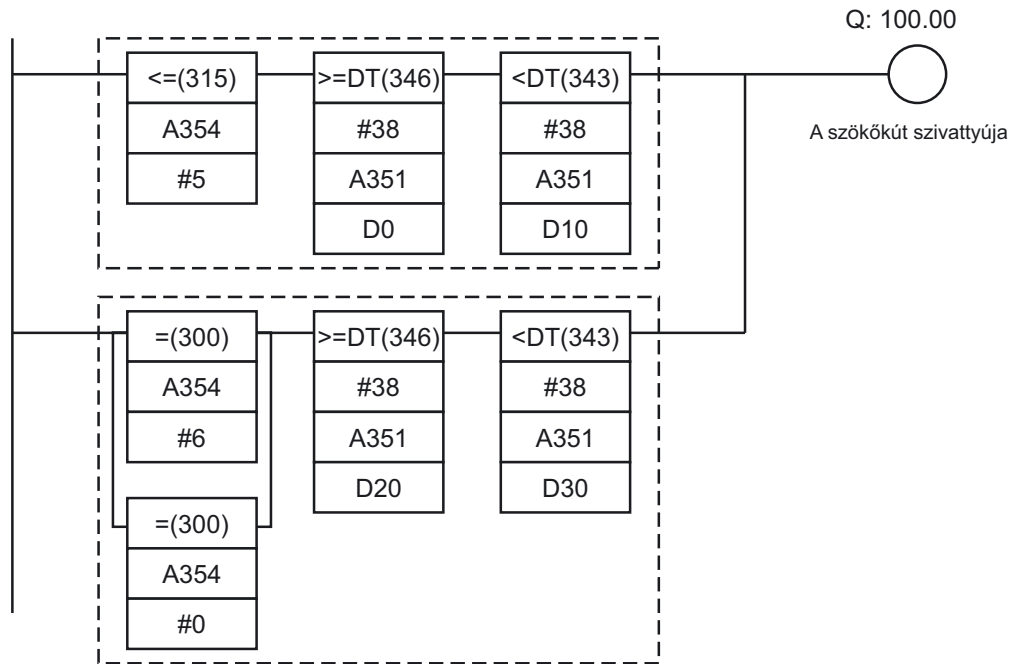 Q: 100.00
<=(315)
A354
#5
>=DT(346)
#38
A351
D0
<DT(343)
#38
A351
D10
A szökőkút szivattyúja
=(300)
A354
#6
>=DT(346)
#38
A351
D20
<DT(343)
#38
A351
D30
=(300)
A354
#0